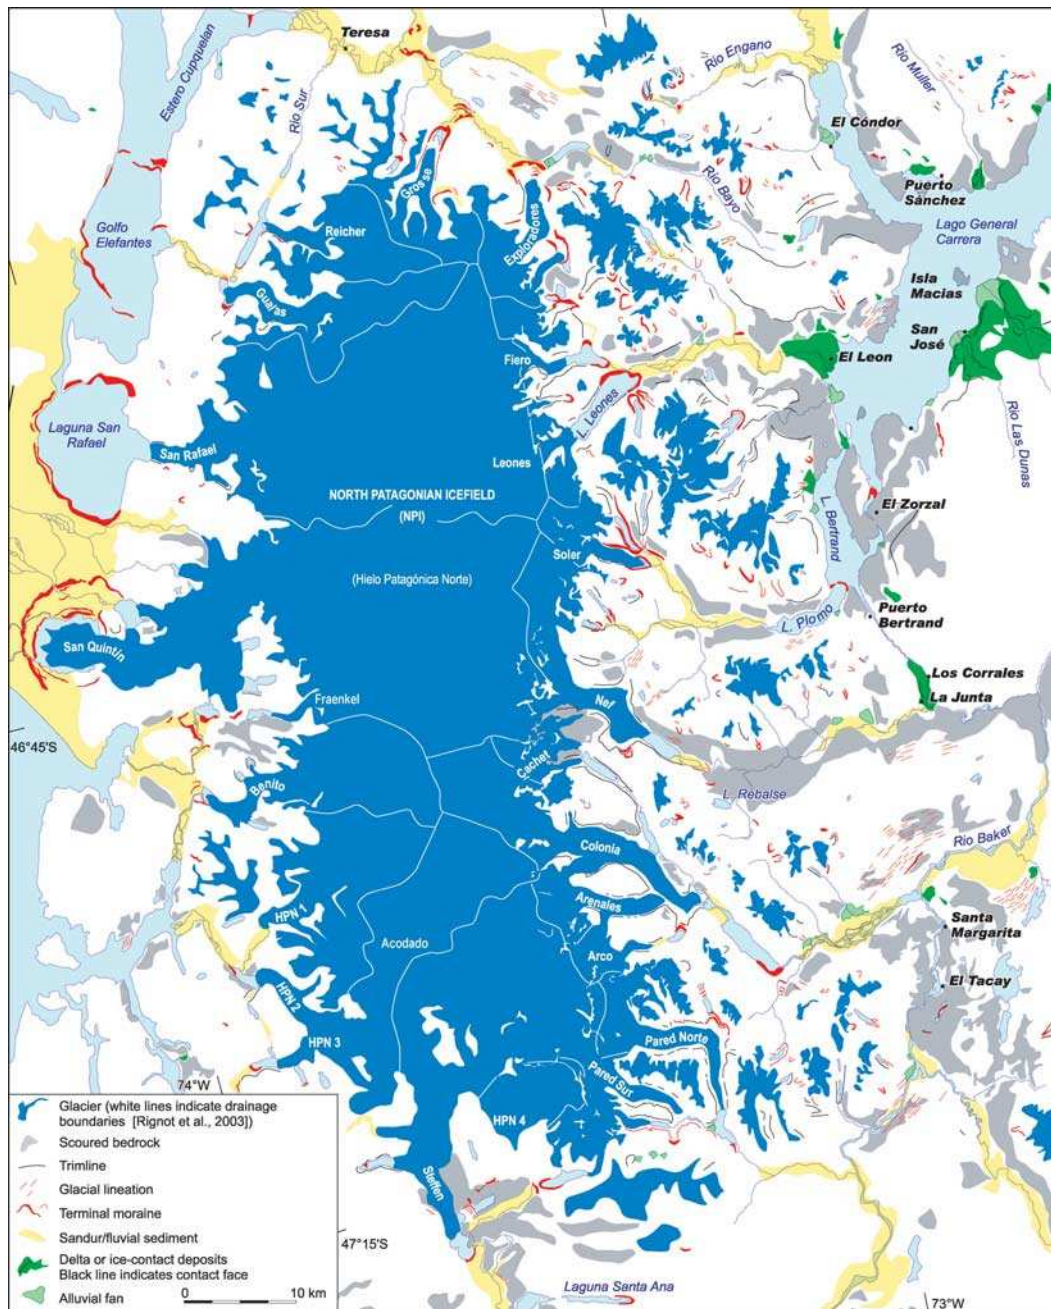 Teresa
Estero Cupquelan
Rio Sur
Rio Engano
Rio Muller
El Cóndor
Grosse
Rio Bayo
Puerto
Sánchez
Golfo
Elefantes
Reicher
Exploradores
Lago General
Carrera
Gualas
Isla
Macias
San
José
Fiero
El Leon
L. Leones
Rio Las Dunas
Laguna San
Rafael
San Rafael
Leones
NORTH PATAGONIAN ICEFIELD
(NPI)
L. Bertrand
El Zorzal
Soler
(Hielo Patagónica Norte)
L. Plomo
Puerto
Bertrand
San Quintín
Los Corrales
La Junta
Fraenkel
Nef
46°45'S
Cacher
Benito
L. Rebalse
Rio Baker
Colonia
Arenales
HPN 1
Santa
Margarita
Acodado
Arco
El Tacay
HPN 2
HPN 3
Pared Norte
Pared Sur
74°W
HPN 4
Steffen
Glacier (white lines indicate drainage
boundaries [Rignot et al., 2003])
Scoured bedrock
Trimline
Glacial lineation
Terminal moraine
Sandur/fluvial sediment
Delta or ice-contact deposits
Black line indicates contact face
Alluvial fan
0 10 km
47°15'S
Laguna Santa Ana
73°W